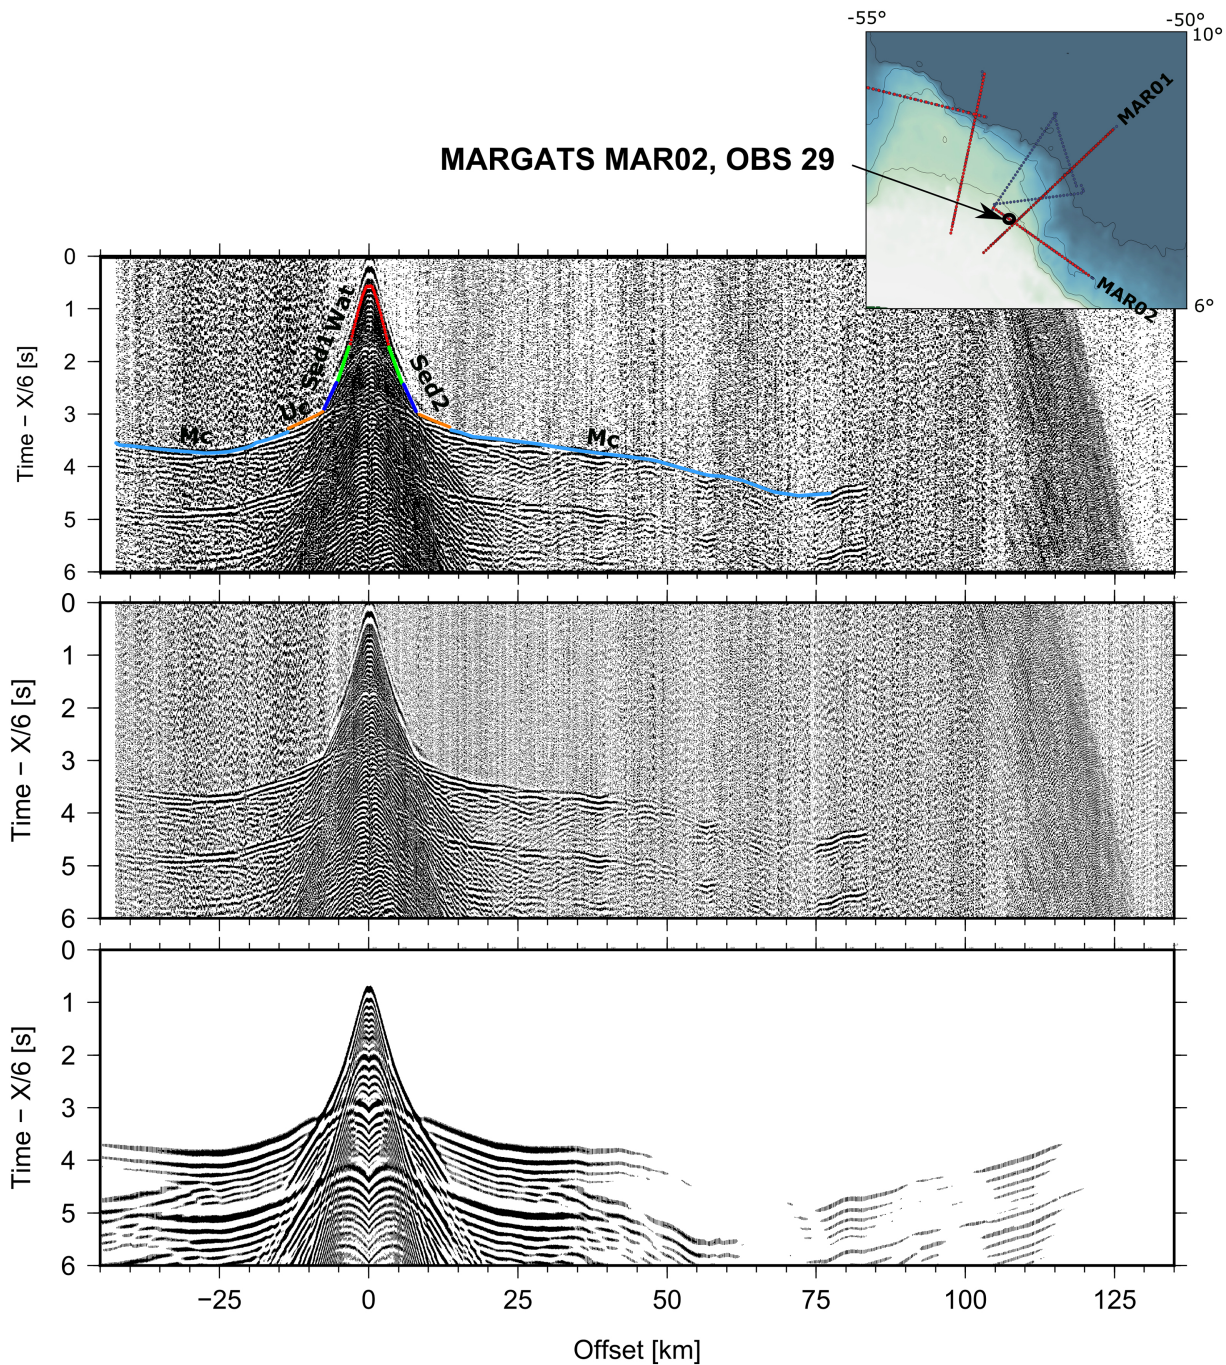 -55°
-50°
10°
MAR01
MARGATS MAR02, OBS 29
MAR02
6°
0
1
2
3
4
5
6
Time – X/6 [s]
Wat
Sed1
Sed2
Uc
Mc
Mc
0
1
2
3
4
5
6
Time – X/6 [s]
0
1
2
3
4
5
6
Time – X/6 [s]
−25 0 25 50 75 100 125
Offset [km]